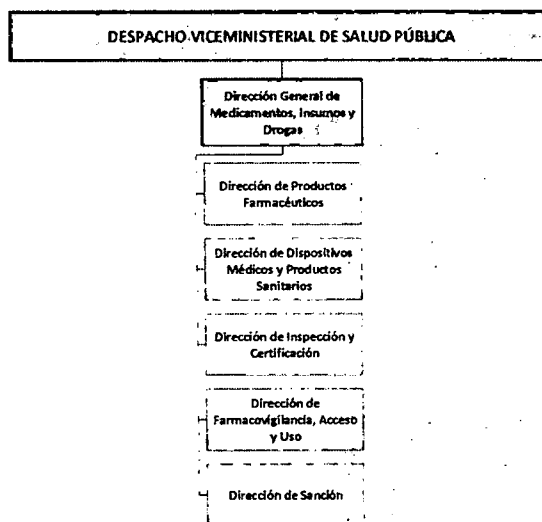 DESPACHO VICEMINISTERIAL DE SALUD PÚBLICA
Dirección General de
Medicamentos, Insumos y
Drogas
Dirección de Productos
Farmacéuticos
Dirección de Dispositivos
Médicos y Productos
Sanitarios
Dirección de Inspección y
Certificación
Dirección de
Farmacovigilancia, Acceso
y Uso
Dirección de Sanción